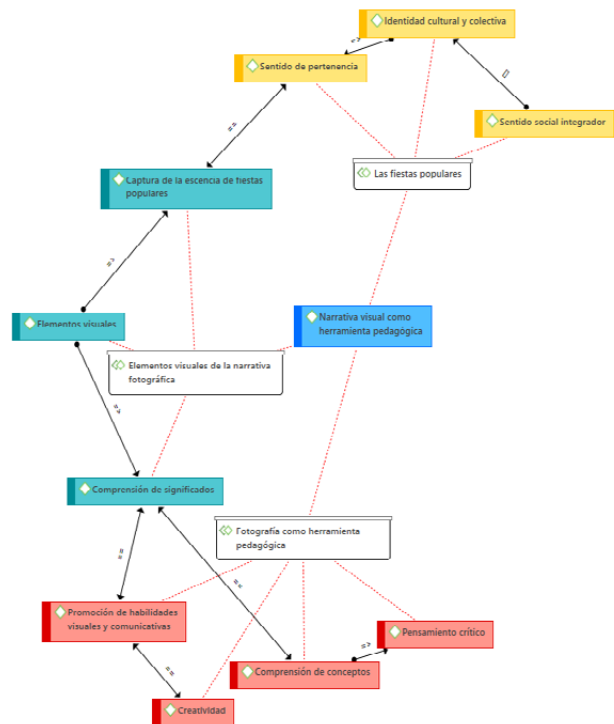 Identidad cultural y colectiva
=>
Sentido de pertenencia
[]
Sentido social integrador
==
Las fiestas populares
Captura de la escencia de fiestas
populares
=>
Elementos visuales
Narrativa visual como
herramienta pedagógica
Elementos visuales de la narrativa
fotográfica
=>
Comprensión de significados
Fotografía como herramienta
pedagógica
==
==
Promoción de habilidades
visuales y comunicativas
Pensamiento crítico
=>
==
Comprensión de conceptos
Creatividad